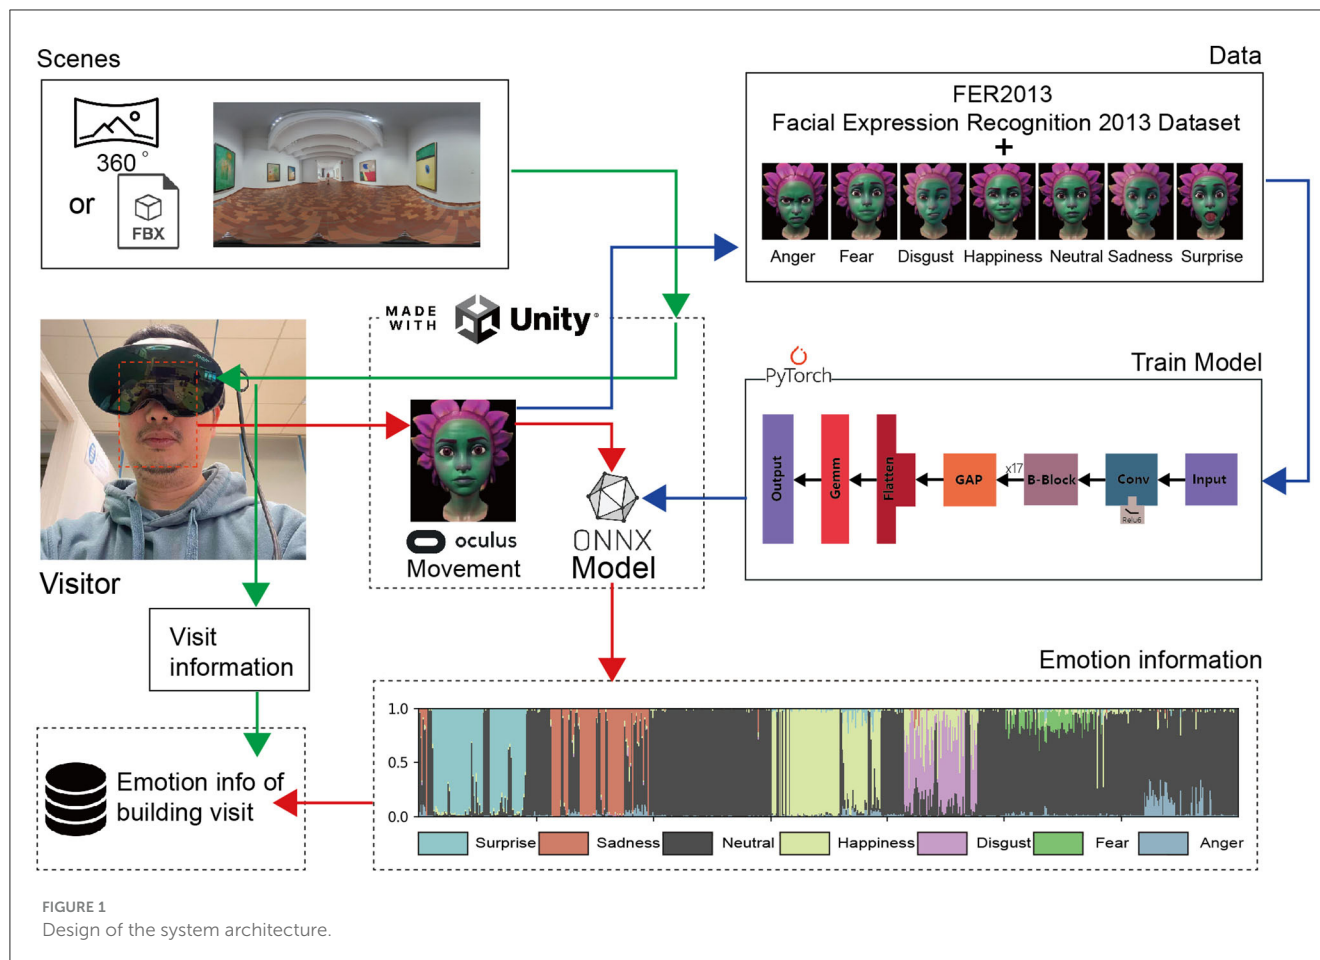 Scenes
360°
or
FBX
Data
FER2013
Facial Expression Recognition 2013 Dataset
+
Anger Fear Disgust Happiness Neutral Sadness Surprise
MADE
WITH
Unity
Visitor
oculus
Movement
ONNX
Model
PyTorch
Train Model
Output
Gemm
Flatten
GAP
x17
B-Block
Conv
Relu6
Input
Visit
information
Emotion info of
building visit
Emotion information
1.0
0.5
0.0
Surprise Sadness Neutral Happiness Disgust Fear Anger
FIGURE 1
Design of the system architecture.